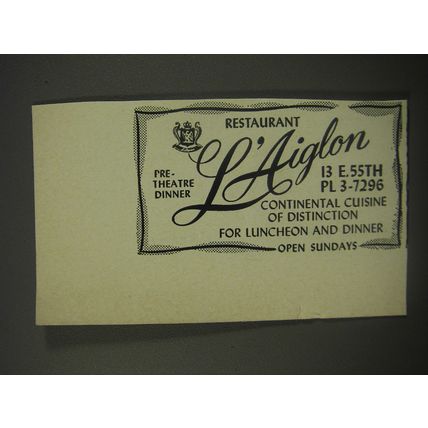 RESTAURANT
L'Aiglon
PRE-
THEATRE
DINNER
13 E.55TH
PL 3-7296
CONTINENTAL CUISINE
OF DISTINCTION
FOR LUNCHEON AND DINNER
OPEN SUNDAYS